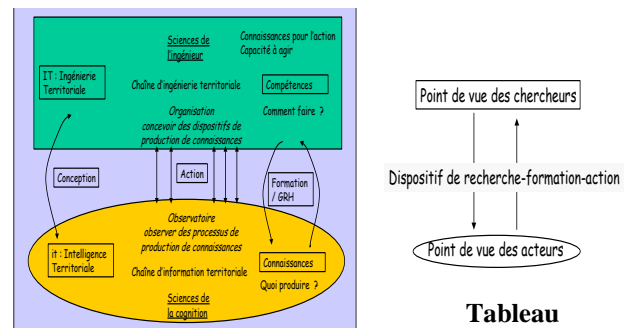 Sciences de
l'ingénieur
Connaissances pour l'action
Capacité à agir
IT : Ingénierie
Territoriale
Chaîne d'ingénierie territoriale
Compétences
Organisation
concevoir des dispositifs de
production de connaissances
Comment faire ?
Conception
Action
Formation
/ GRH
Observatoire
observer des processus de
production de connaissances
it : Intelligence
Territoriale
Chaîne d'information territoriale
Connaissances
Quoi produire ?
Sciences de
la cognition
Point de vue des chercheurs
Dispositif de recherche-formation-action
Point de vue des acteurs
Tableau